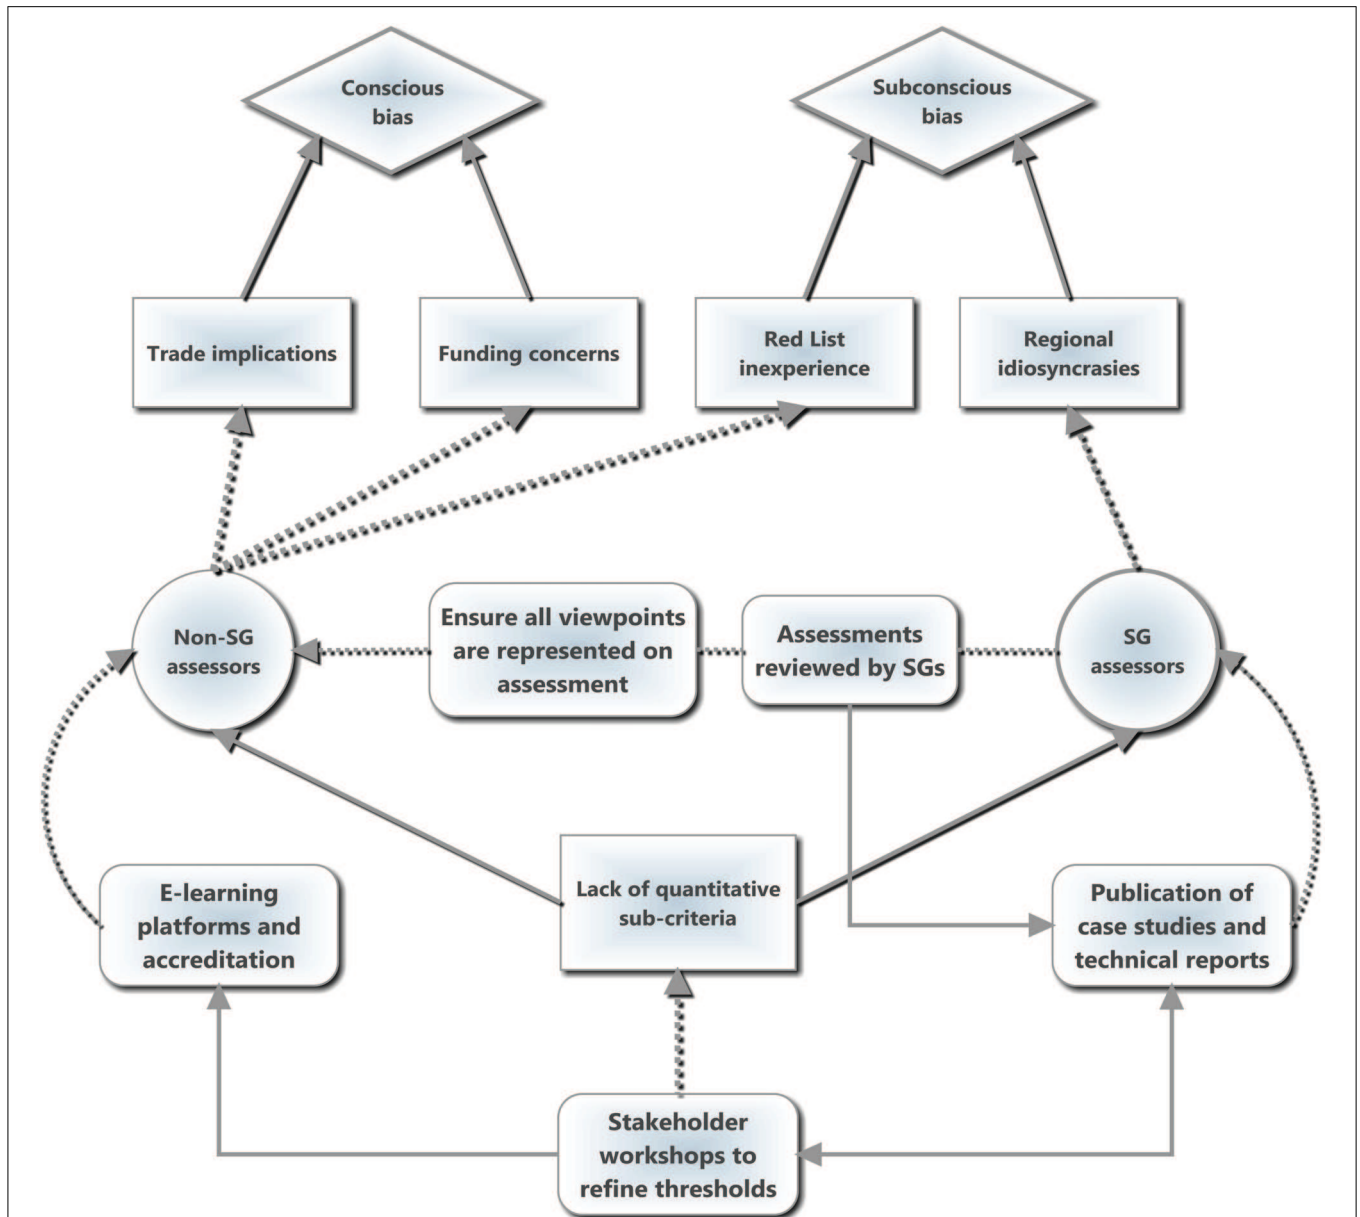 Conscious
bias
Subconscious
bias
Trade implications
Funding concerns
Red List
inexperience
Regional
idiosyncrasies
Non-SG
assessors
Ensure all viewpoints
are represented on
assessment
Assessments
reviewed by SGs
SG
assessors
E-learning
platforms and
accreditation
Lack of quantitative
sub-criteria
Publication of
case studies and
technical reports
Stakeholder
workshops to
refine thresholds